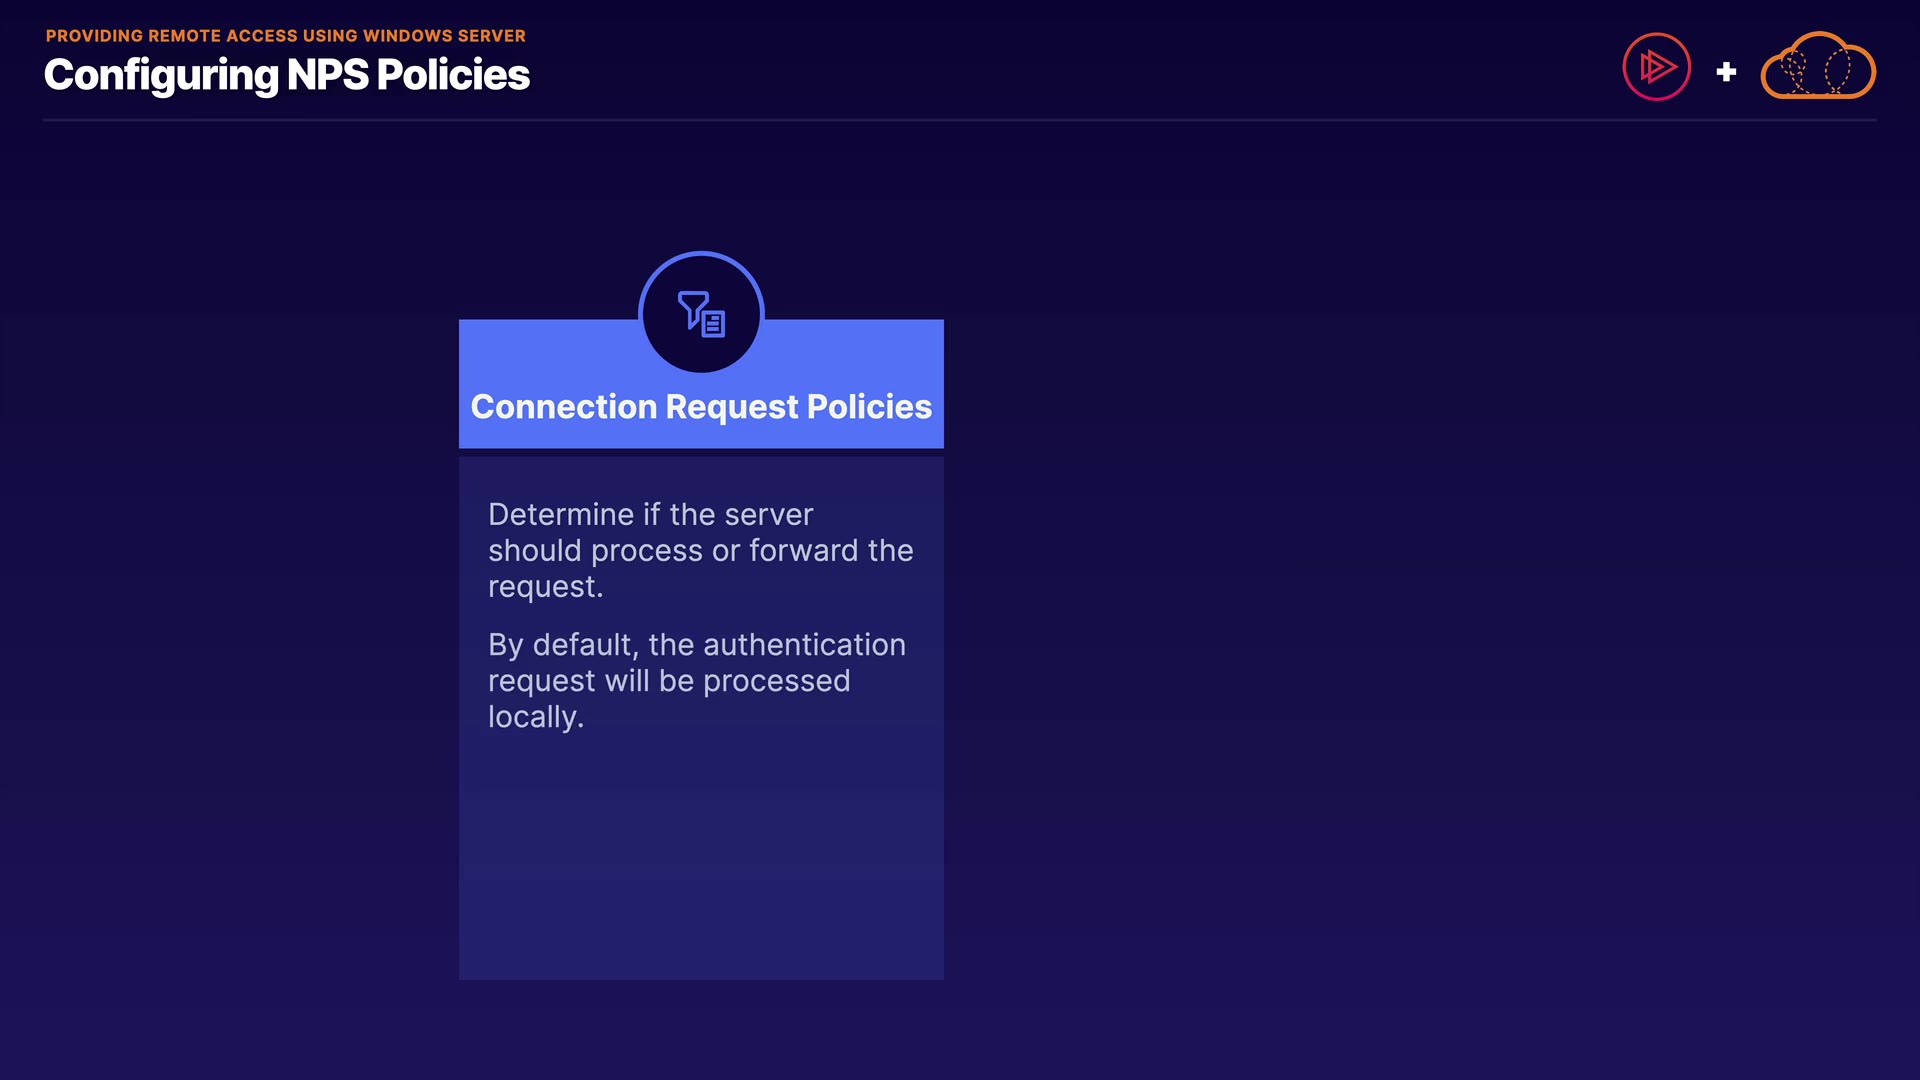 PROVIDING REMOTE ACCESS USING WINDOWS SERVER
Configuring NPS Policies
Connection Request Policies
Determine if the server
should process or forward the
request.
By default, the authentication
request will be processed
locally.